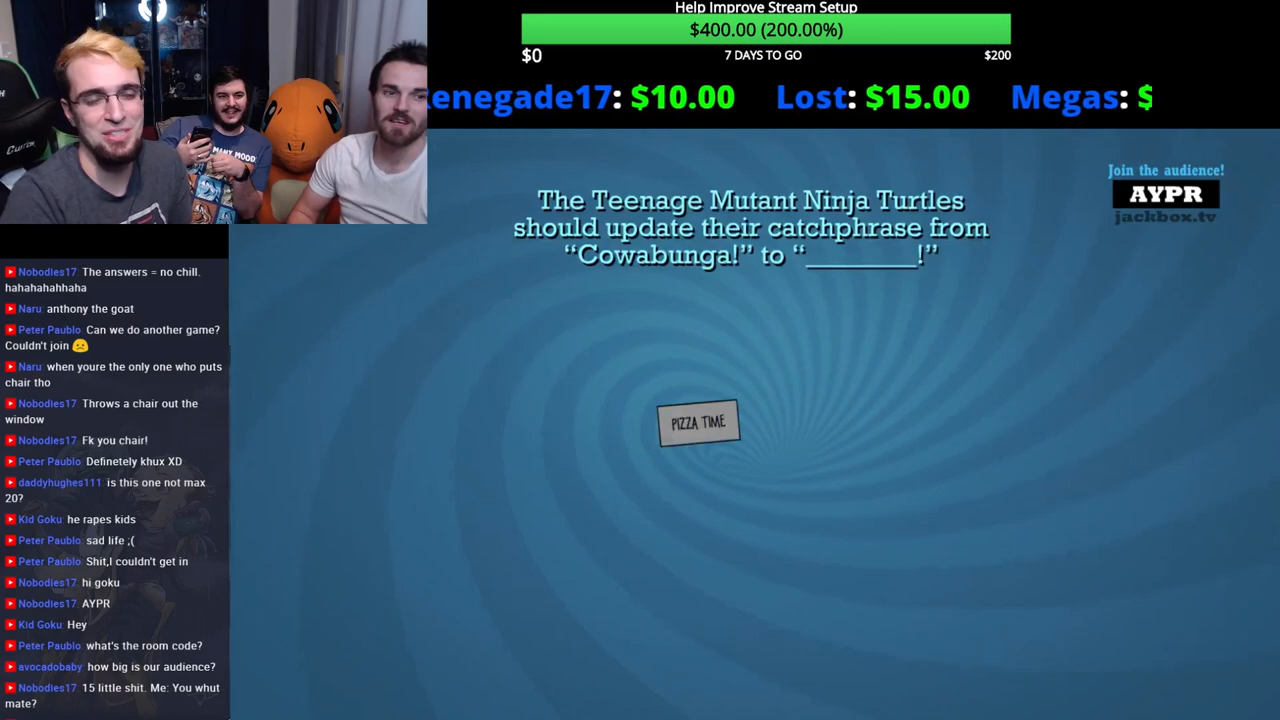 Help Improve Stream Setup
$400.00 (200.00%)
$0
7 DAYS TO GO
$200
enegade17: $10.00 Lost: $15.00 Megas: $
MANY MOOD
Join the audience!
AYPR
jackbox.tv
The Teenage Mutant Ninja Turtles
should update their catchphrase from
“Cowabunga!” to “________!”
PIZZA TIME
Nobodies17 The answers = no chill.
hahahahahhaha
Naru anthony the goat
Peter Paublo Can we do another game?
Couldn't join
Naru when youre the only one who puts
chair tho
Nobodies17 Throws a chair out the
window
Nobodies17 Fk you chair!
Peter Paublo Definetely khux XD
daddyhughes111 is this one not max
20?
Kid Goku he rapes kids
Peter Paublo sad life ;(
Peter Paublo Shit,I couldn't get in
Nobodies17 hi goku
Nobodies17 AYPR
Kid Goku Hey
Peter Paublo what's the room code?
avocadobaby how big is our audience?
Nobodies17 15 little shit. Me: You whut
mate?